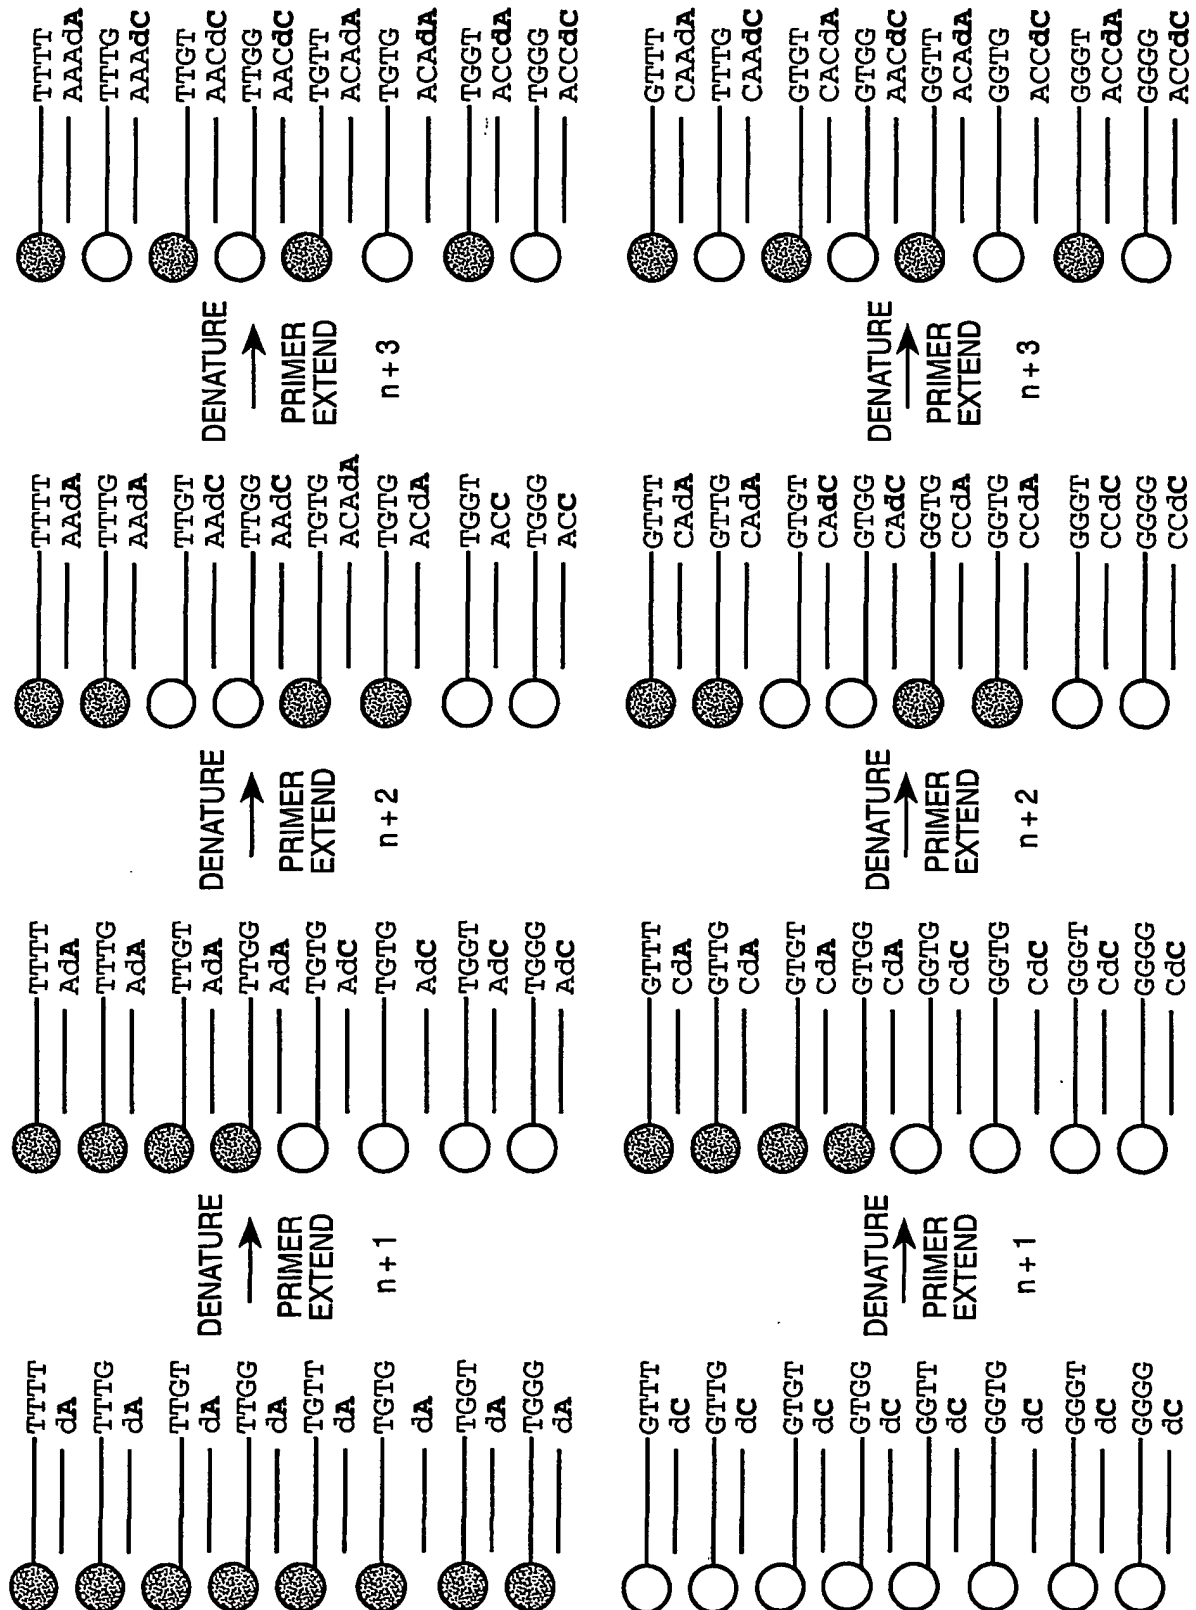 TTTT
dA
TTTG
dA
TTGT
dA
TTGG
dA
TGTT
dA
TGTG
dA
TGGT
dA
TGGG
dA
DENATURE
PRIMER
EXTEND
n + 1
TTTT
AdA
TTTG
AdA
TTGT
AdA
TTGG
AdA
TGTG
AdC
TGTG
AdC
TGGT
AdC
TGGG
AdC
DENATURE
PRIMER
EXTEND
n + 2
TTTT
AAdA
TTTG
AAdA
TTGT
AAdC
TTGG
AAdC
TGTG
ACAdA
TGTG
ACdA
TGGT
ACC
TGGG
ACC
DENATURE
PRIMER
EXTEND
n + 3
TTTT
AAAdA
TTTG
AAAdC
TTGT
AACdC
TTGG
AACdC
TGTT
ACAdA
TGTG
ACAdA
TGGT
ACCdA
TGGG
ACCdC
GTTT
dC
GTTG
dC
GTGT
dC
GTGG
dC
GGTT
dC
GGTG
dC
GGGT
dC
GGGG
dC
DENATURE
PRIMER
EXTEND
n + 1
GTTT
CdA
GTTG
CdA
GTGT
CdA
GTGG
CdA
GGTG
CdC
GGTG
CdC
GGGT
CdC
GGGG
CdC
DENATURE
PRIMER
EXTEND
n + 2
GTTT
CAdA
GTTG
CAdA
GTGT
CAdC
GTGG
CAdC
GGTG
CCdA
GGTG
CCdA
GGGT
CCdC
GGGG
CCdC
DENATURE
PRIMER
EXTEND
n + 3
GTTT
CAAdA
TTTG
CAAdC
GTGT
CACdA
GTGG
AACdC
GGTT
ACAdA
GGTG
ACCdC
GGGT
ACCdA
GGGG
ACCdC